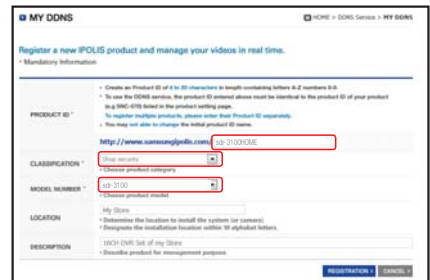 MY DDNS
HOME > DDNS Service > MY DDNS
Register a new IPOLIS product and manage your videos in real time.
* Mandatory Information
PRODUCT ID *
• Create an Product ID of 4 to 20 characters in length containing letters A-Z numbers 0-9.
* To use the DDNS service, the product ID entered above must be identical to the product ID of your product
(e.g SNC-570) listed in the product setting page.
To register multiple products, please enter their Product ID separately.
• You may not able to change the initial product ID name.
http://www.samsungipolis.com/ sdr-3100HOME
CLASSIFICATION *
Shop security
• Choose product category.
MODEL NUMBER *
sdr-3100
• Choose product model.
LOCATION
My Store
• Determine the location to install the system (or camera).
• Designate the installation location within 10 alphabet letters.
DESCRIPTION
16CH DVR Set of my Store
• Describe product for management purpose.
REGISTRATION > CANCEL >